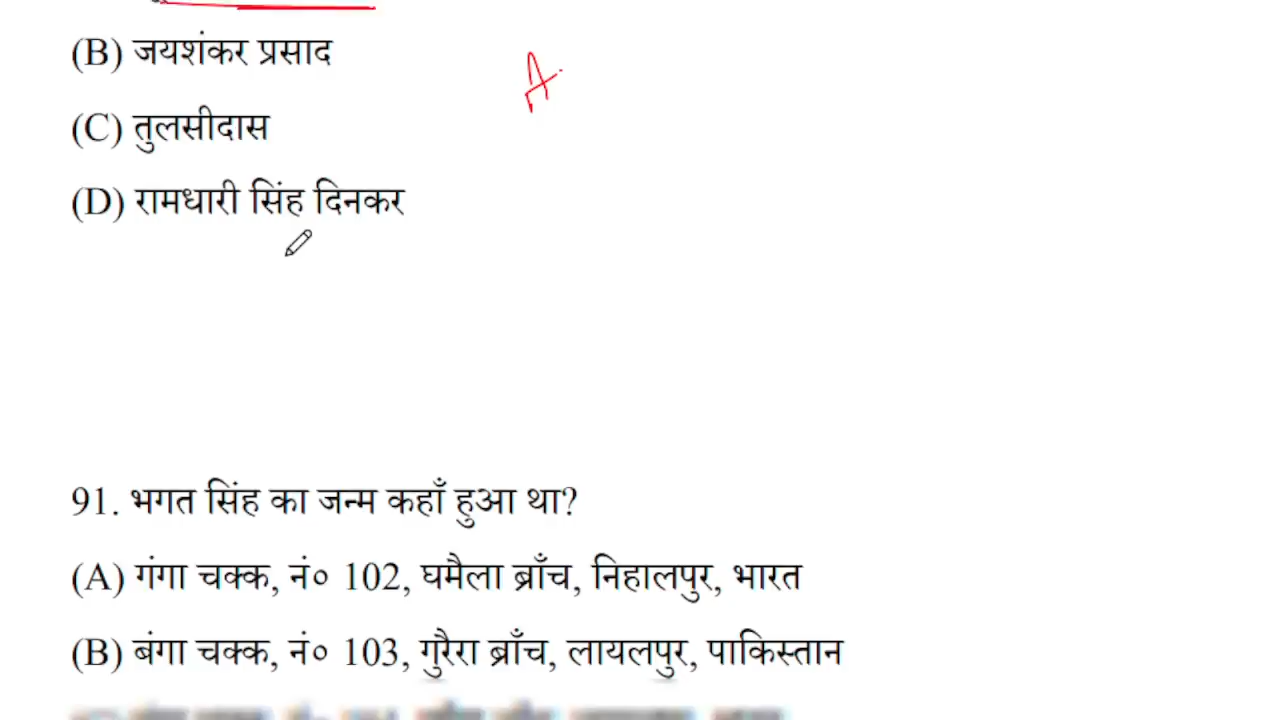 (B) जयशंकर प्रसाद
A
(C) तुलसीदास
(D) रामधारी सिंह दिनकर
91. भगत सिंह का जन्म कहाँ हुआ था?
(A) गंगा चक्क, नं० 102, घमैला ब्राँच, निहालपुर, भारत
(B) बंगा चक्क, नं० 103, गुरैरा ब्राँच, लायलपुर, पाकिस्तान